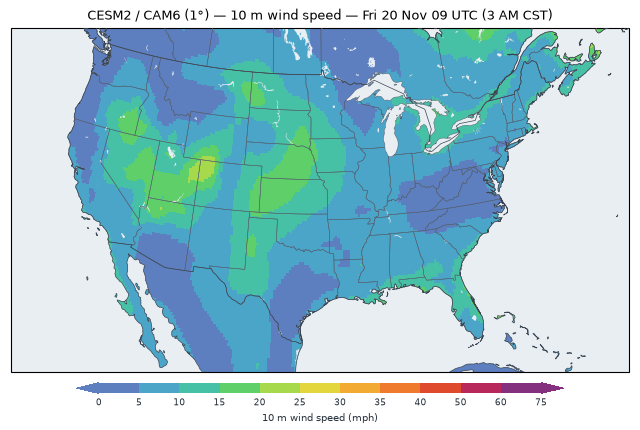 CESM2 / CAM6 (1°) — 10 m wind speed — Fri 20 Nov 09 UTC (3 AM CST)
0 5 10 15 20 25 30 35 40 50 60 75
10 m wind speed (mph)